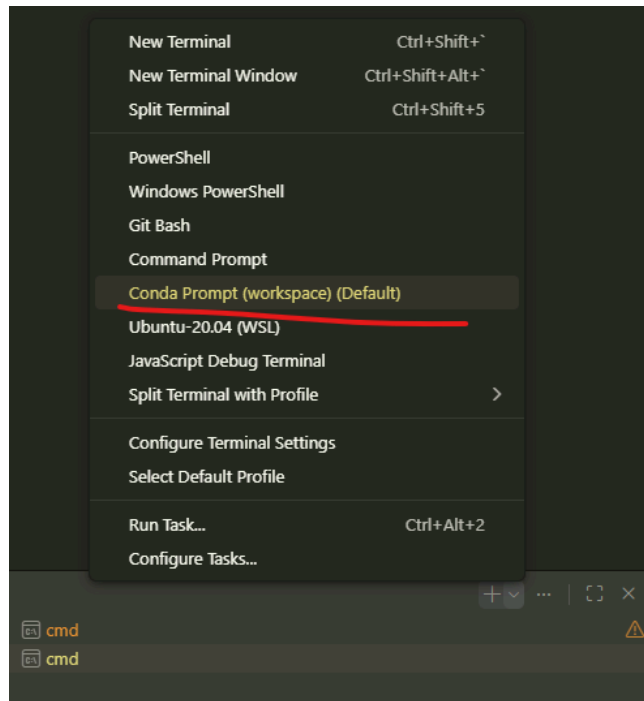 New Terminal Ctrl+Shift+`
New Terminal Window Ctrl+Shift+Alt+`
Split Terminal Ctrl+Shift+5
PowerShell
Windows PowerShell
Git Bash
Command Prompt
Conda Prompt (workspace) (Default)
Ubuntu-20.04 (WSL)
JavaScript Debug Terminal
Split Terminal with Profile
Configure Terminal Settings
Select Default Profile
Run Task... Ctrl+Alt+2
Configure Tasks...
cmd
cmd